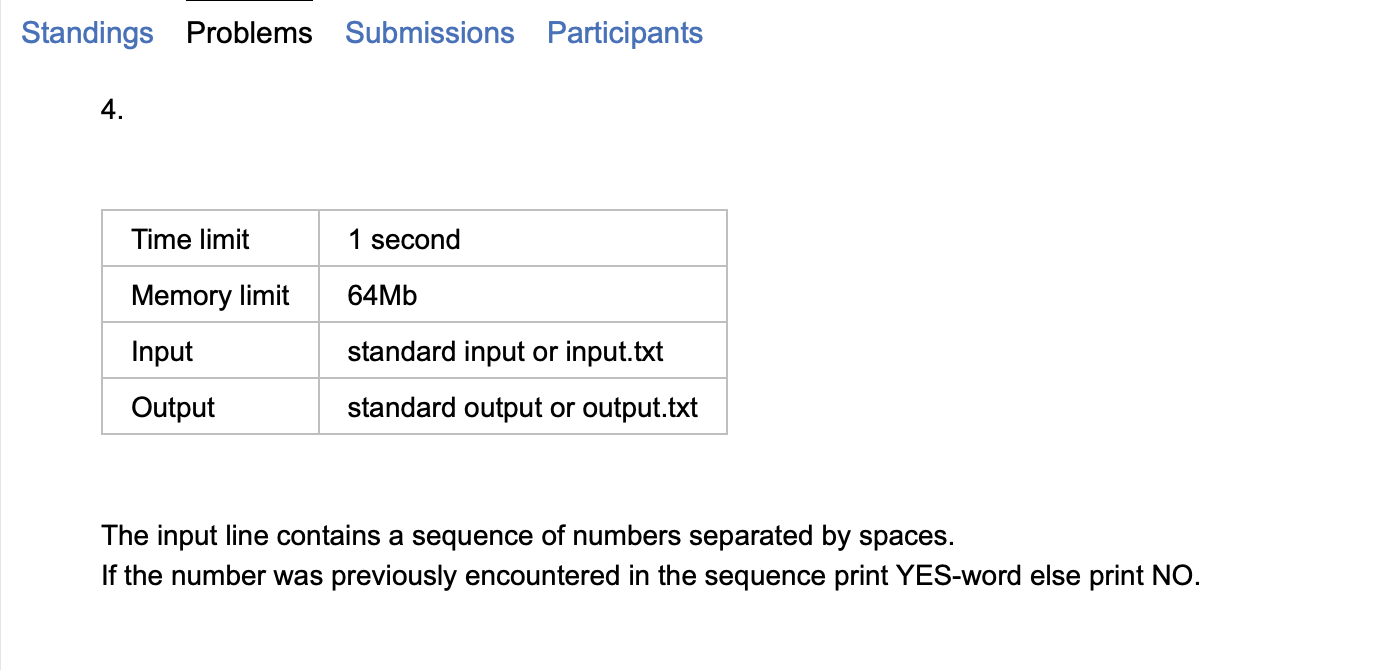 Standings Problems Submissions Participants
4.
Time limit 1 second
Memory limit 64Mb
Input standard input or input.txt
Output standard output or output.txt
The input line contains a sequence of numbers separated by spaces.
If the number was previously encountered in the sequence print YES-word else print NO.